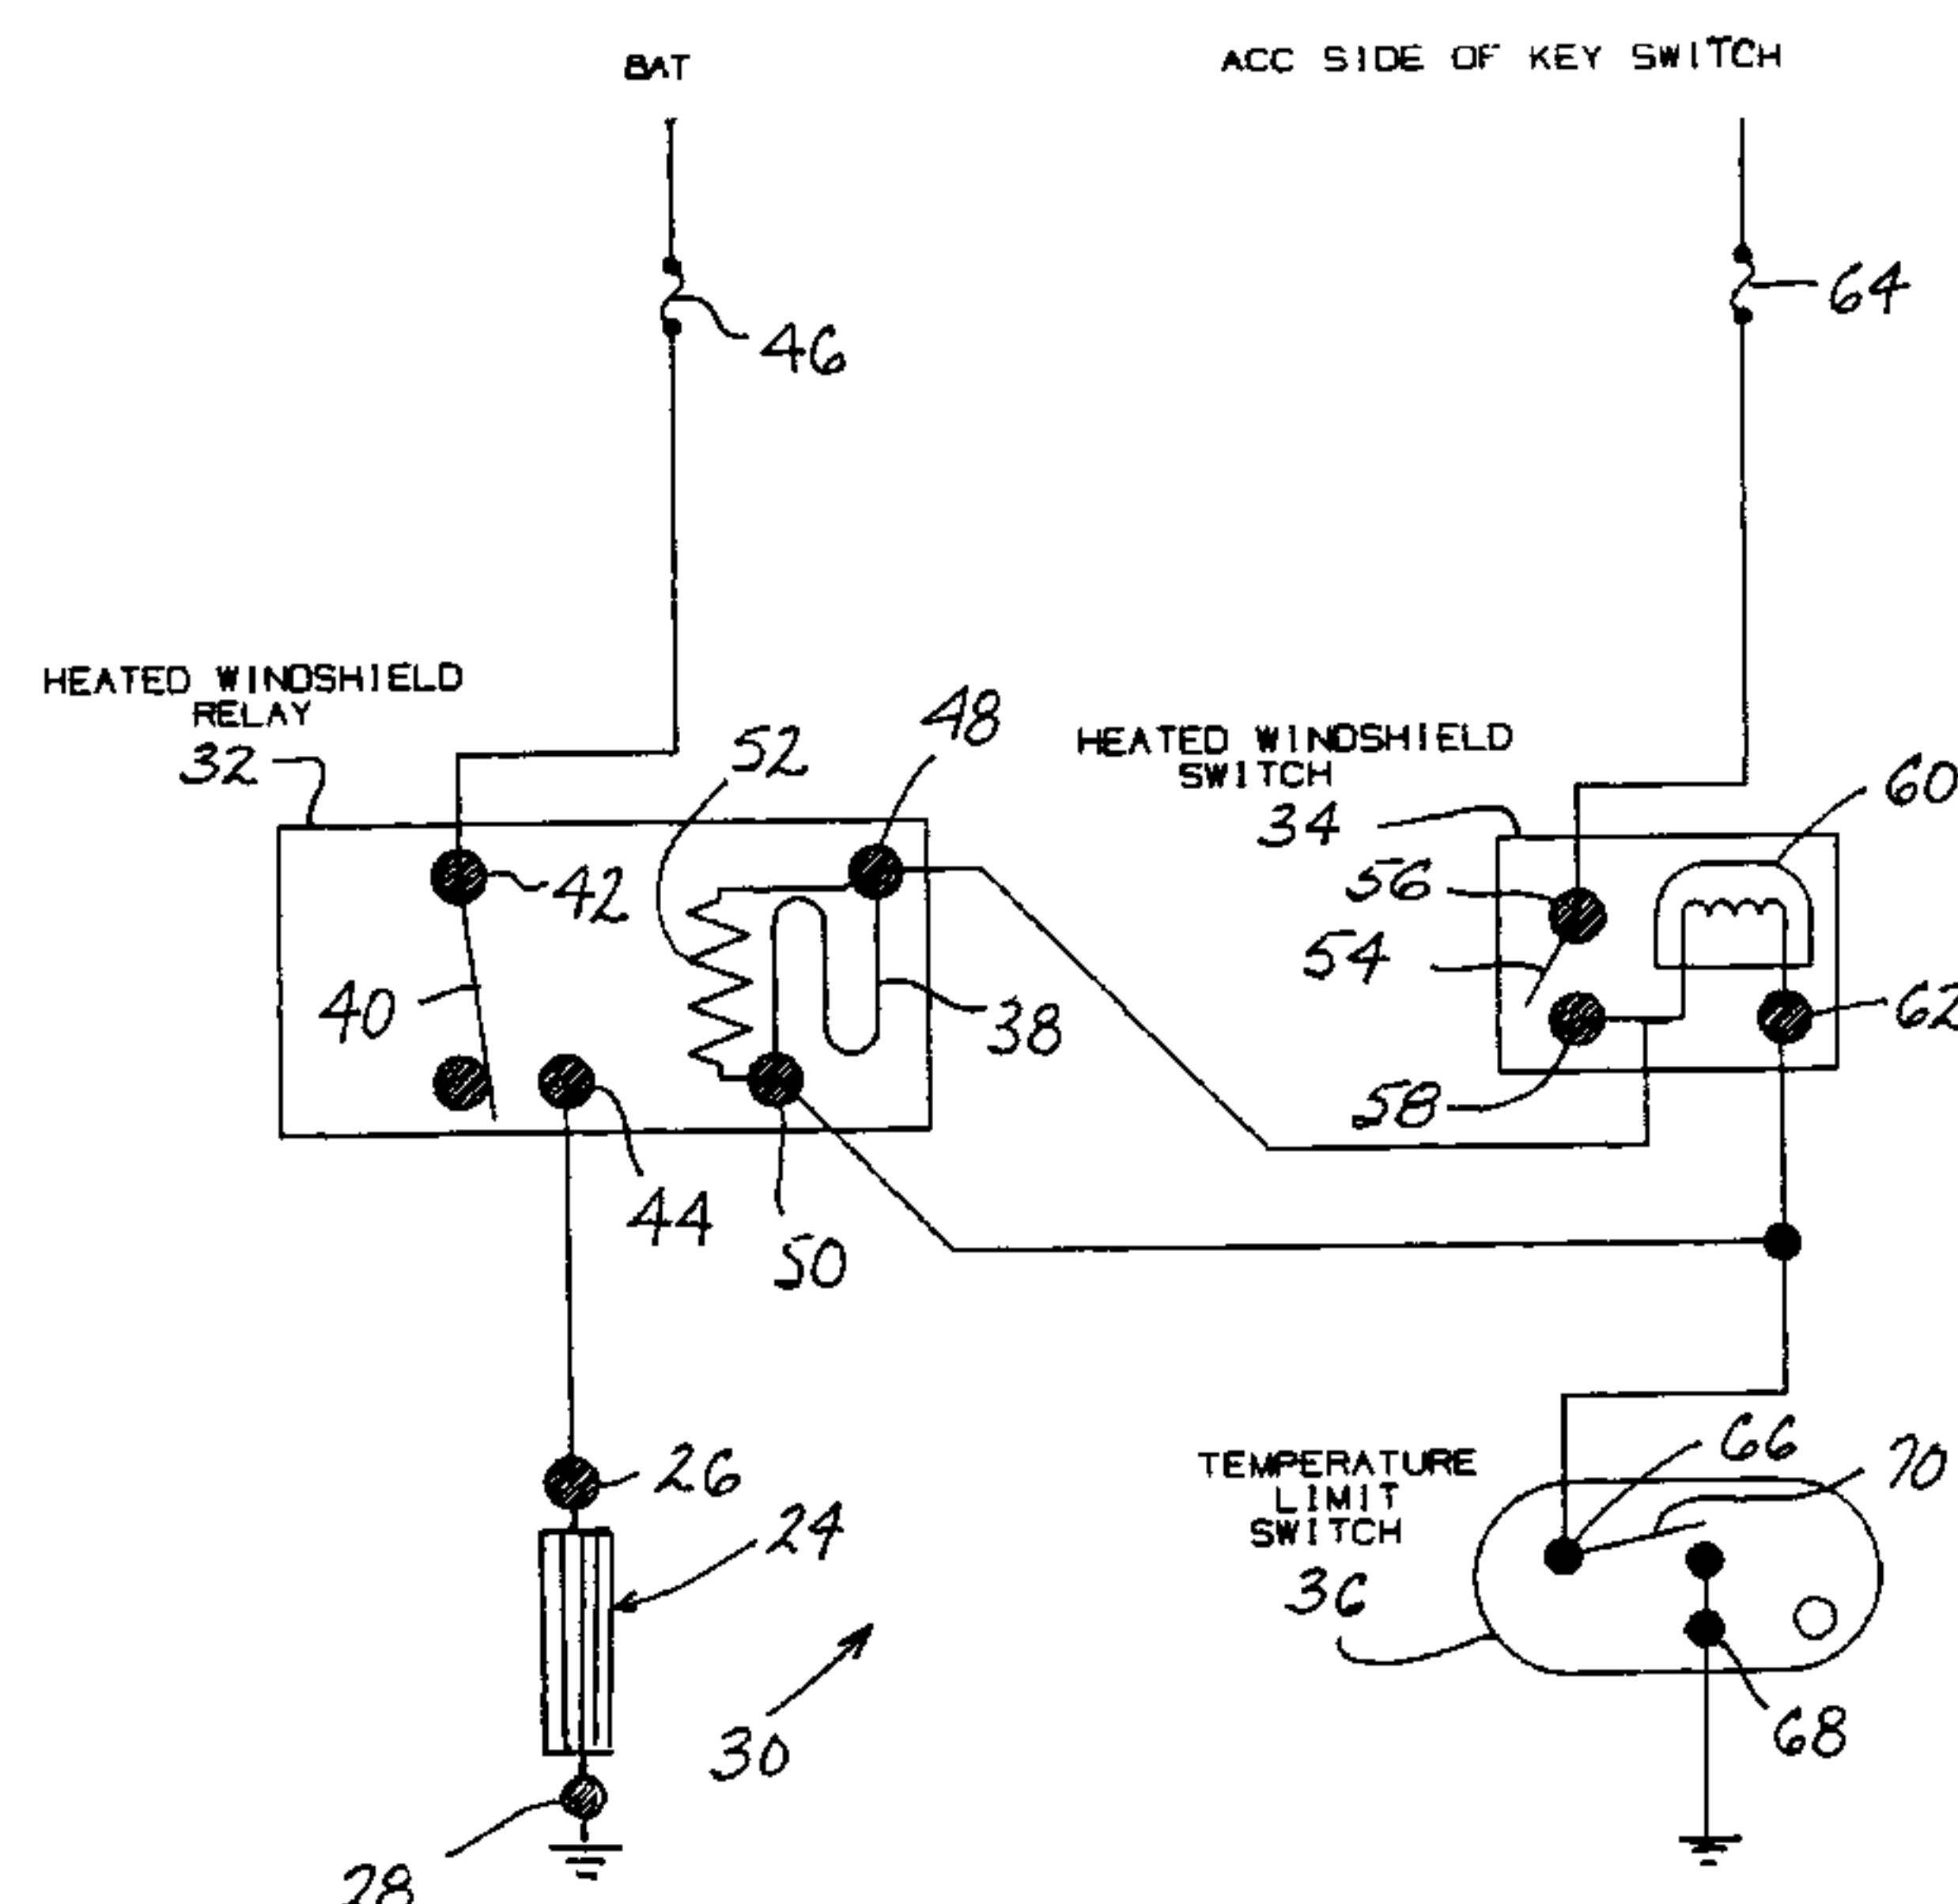 BAT
ACC SIDE OF KEY SWITCH
64
46
HEATED WINDSHIELD
RELAY
32
52
48
HEATED WINDSHIELD
SWITCH
34
60
56
42
54
40
38
62
58
44
50
26
66
70
TEMPERATURE
LIMIT
SWITCH
36
24
30
68
28